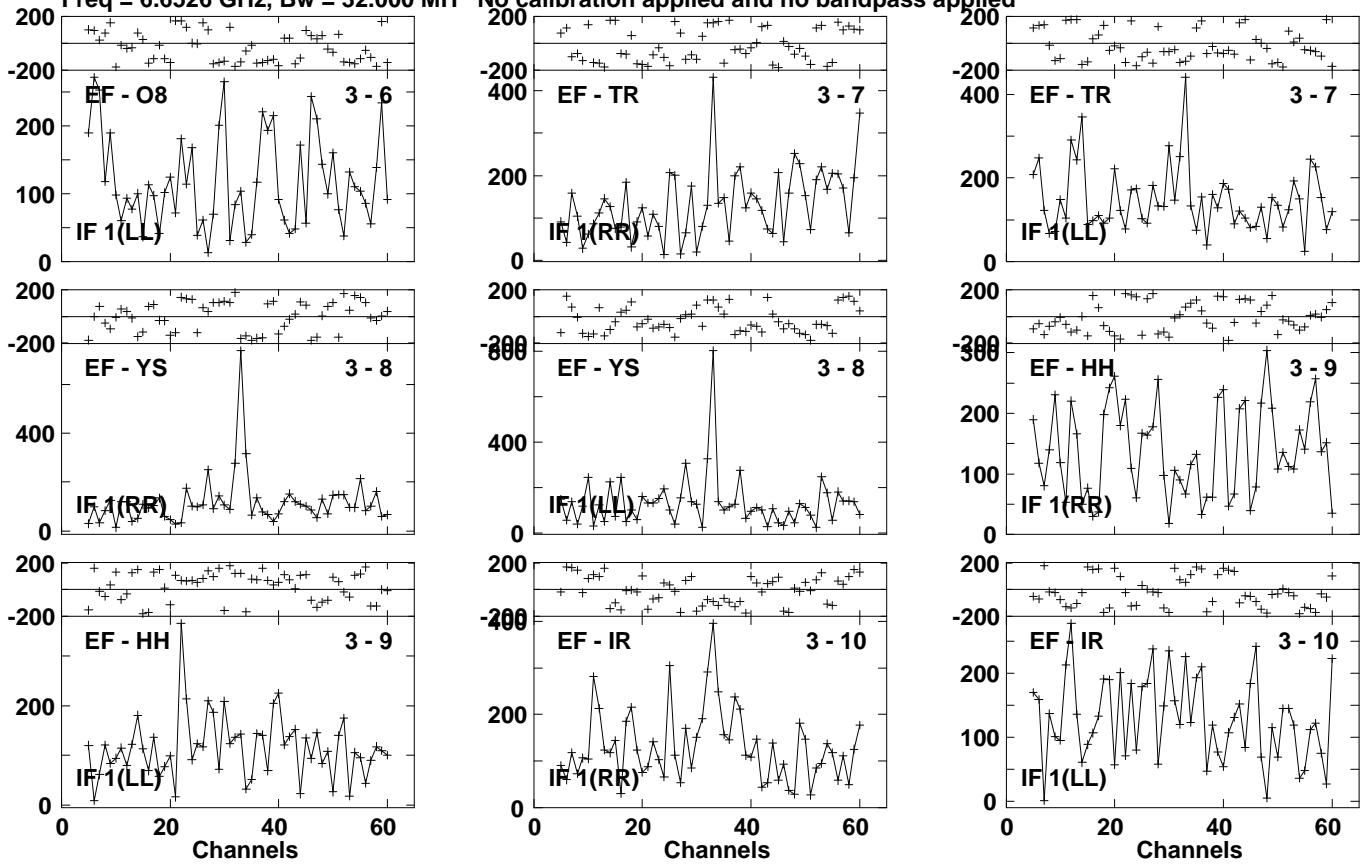 Freq = 6.6526 GHz, Bw = 32.000 MH No calibration applied and no bandpass applied
200
-200
EF - O8 3 - 6
200
100
0
IF 1(LL)
200
-200
400
EF - TR 3 - 7
200
0
IF 1(RR)
200
-200
400
EF - TR 3 - 7
200
0
IF 1(LL)
200
-200
EF - YS 3 - 8
400
0
IF 1(RR)
200
-200
800
EF - YS 3 - 8
400
0
IF 1(LL)
200
-200
300
EF - HH 3 - 9
200
100
0
IF 1(RR)
200
-200
EF - HH 3 - 9
200
0
IF 1(LL)
0 20 40 60
Channels
200
-200
400
EF - IR 3 - 10
200
0
IF 1(RR)
0 20 40 60
Channels
200
-200
EF - IR 3 - 10
200
100
0
IF 1(LL)
0 20 40 60
Channels